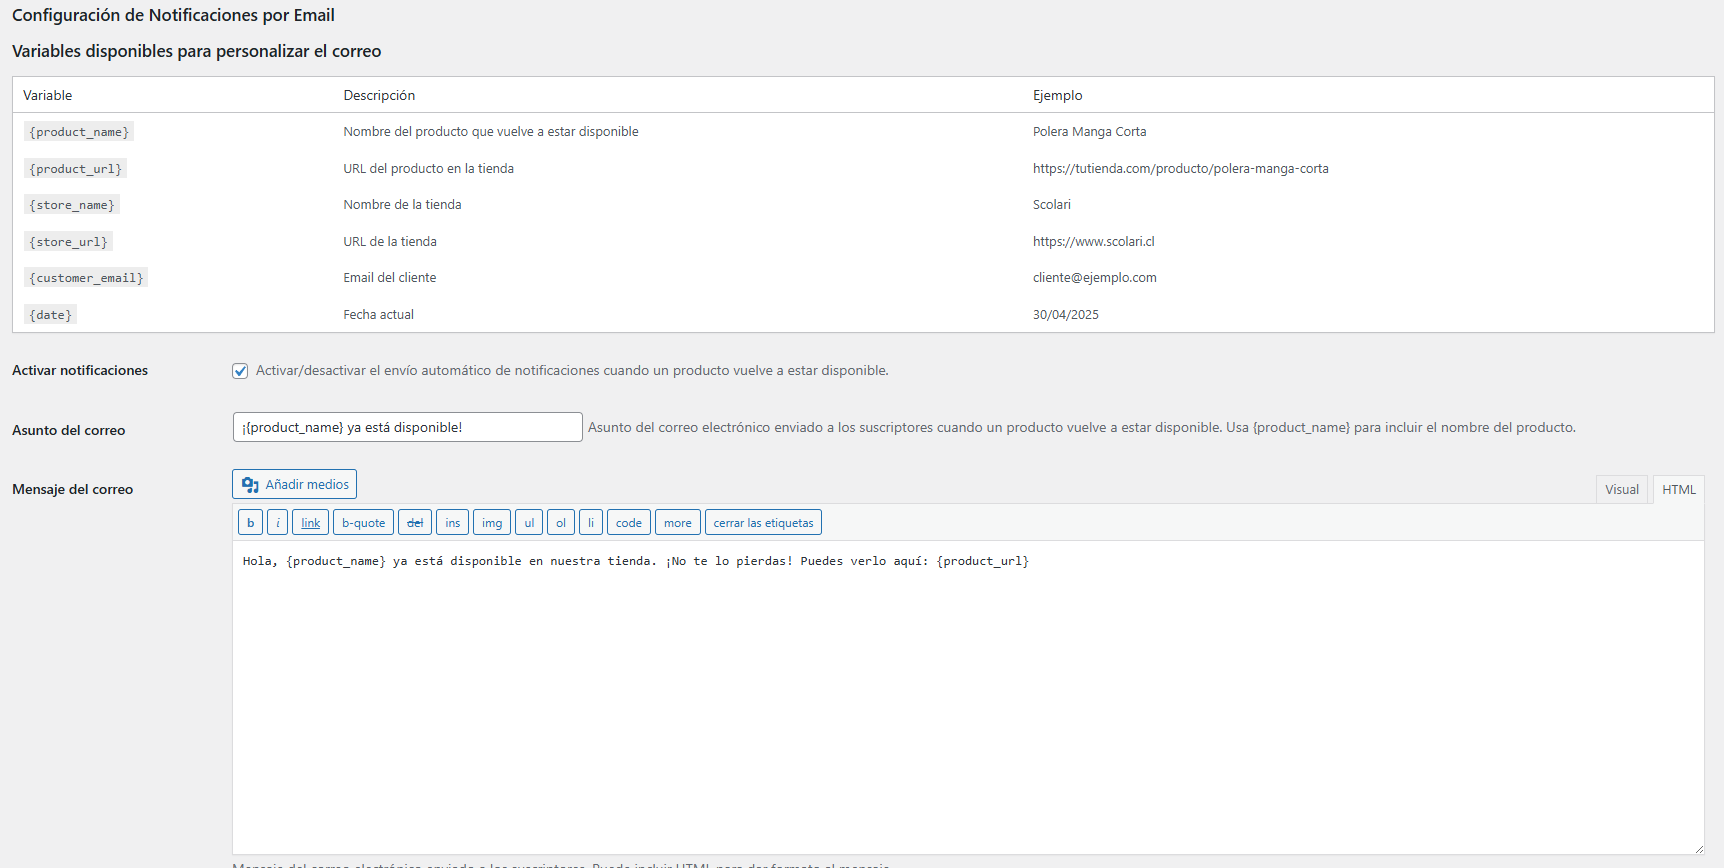 Configuración de Notificaciones por Email
Variables disponibles para personalizar el correo
Variable Descripción Ejemplo
{product_name} Nombre del producto que vuelve a estar disponible Polera Manga Corta
{product_url} URL del producto en la tienda https://tutienda.com/producto/polera-manga-corta
{store_name} Nombre de la tienda Scolari
{store_url} URL de la tienda https://www.scolari.cl
{customer_email} Email del cliente cliente@ejemplo.com
{date} Fecha actual 30/04/2025
Activar notificaciones Activar/desactivar el envío automático de notificaciones cuando un producto vuelve a estar disponible.
Asunto del correo ¡{product_name} ya está disponible! Asunto del correo electrónico enviado a los suscriptores cuando un producto vuelve a estar disponible. Usa {product_name} para incluir el nombre del producto.
Mensaje del correo Añadir medios Visual HTML
b i link b-quote del ins img ul ol li code more cerrar las etiquetas
Hola, {product_name} ya está disponible en nuestra tienda. ¡No te lo pierdas! Puedes verlo aquí: {product_url}